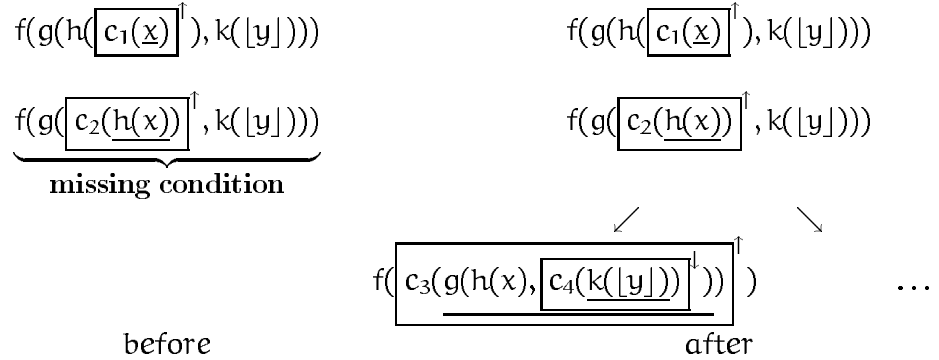 f(g(h(c₁(x)↑),k(⌊y⌋))) f(g(h(c₁(x)↑),k(⌊y⌋)))
f(g(c₂(h(x))↑,k(⌊y⌋))) f(g(c₂(h(x))↑,k(⌊y⌋)))
missing condition
↙ ↘
f(c₃(g(h(x),c₄(k(⌊y⌋))↓))↑) ...
before after